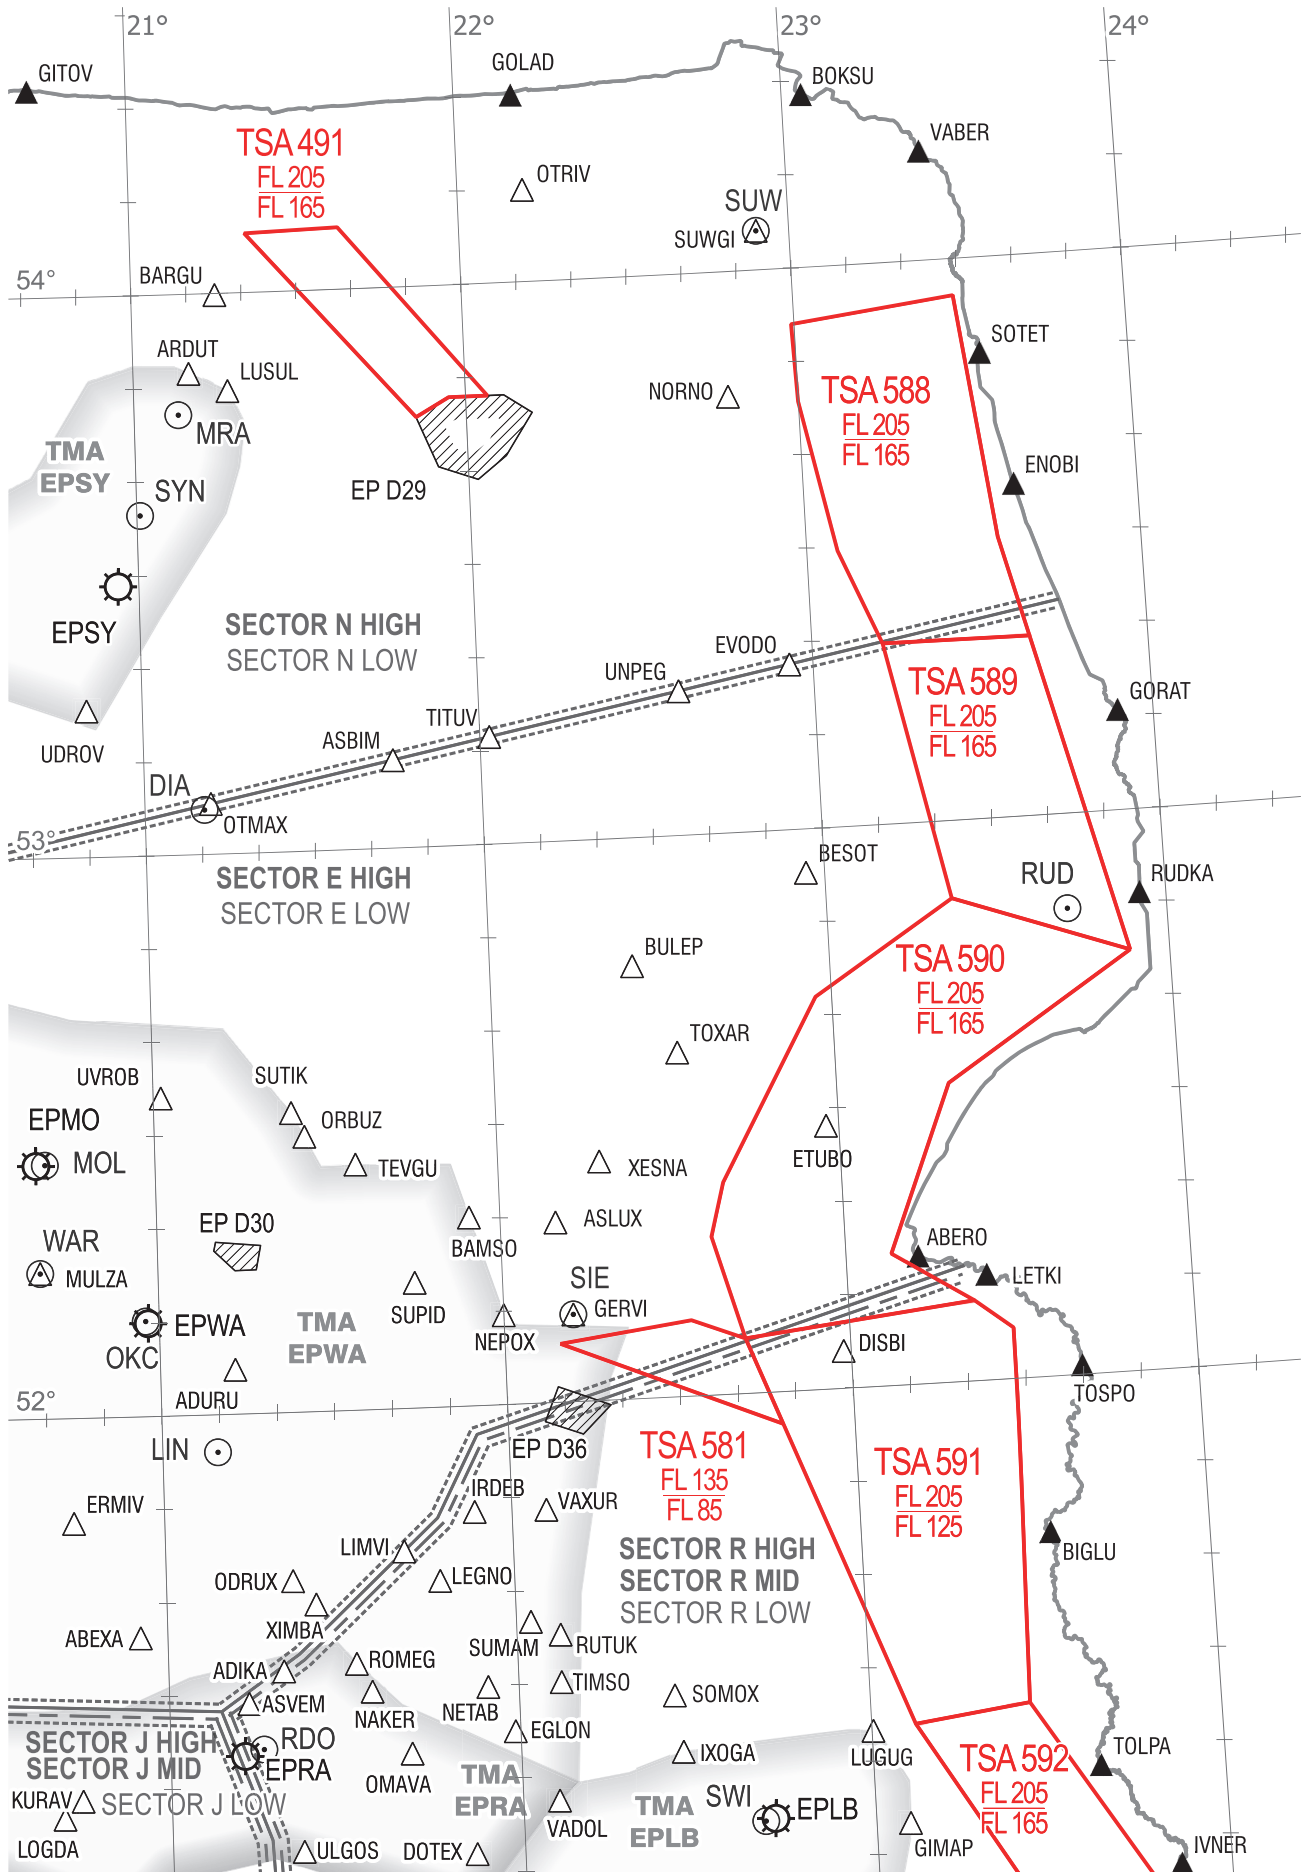 21°
22°
23°
24°
GITOV
GOLAD
BOKSU
VABER
TSA 491
FL 205
FL 165
OTRIV
SUW
SUWGI
54°
BARGU
SOTET
ARDUT
LUSUL
NORNO
TSA 588
FL 205
FL 165
MRA
TMA
EPSY
SYN
EP D29
ENOBI
EPSY
SECTOR N HIGH
SECTOR N LOW
EVODO
UNPEG
TSA 589
FL 205
FL 165
GORAT
TITUV
ASBIM
UDROV
DIA
OTMAX
53°
BESOT
SECTOR E HIGH
SECTOR E LOW
RUD
RUDKA
BULEP
TSA 590
FL 205
FL 165
TOXAR
UVROB
SUTIK
EPMO
ORBUZ
MOL
TEVGU
XESNA
ETUBO
EP D30
ASLUX
WAR
BAMSO
ABERO
MULZA
SIE
LETKI
GERVI
SUPID
EPWA
TMA
EPWA
NEPOX
DISBI
OKC
ADURU
TOSPO
52°
LIN
EP D36
TSA 581
FL 135
FL 85
TSA 591
FL 205
FL 125
IRDEB
VAXUR
ERMIV
LIMVI
SECTOR R HIGH
SECTOR R MID
SECTOR R LOW
BIGLU
ODRUX
LEGNO
XIMBA
ABEXA
SUMAM
RUTUK
ADIKA
ROMEG
TIMSO
SOMOX
ASVEM
NAKER
NETAB
EGLON
SECTOR J HIGH
SECTOR J MID
SECTOR J LOW
RDO
EPRA
IXOGA
LUGUG
TSA 592
FL 205
FL 165
TOLPA
OMAVA
TMA
EPRA
KURAV
TMA
EPLB
SWI
EPLB
VADOL
LOGDA
GIMAP
IVNER
ULGOS
DOTEX